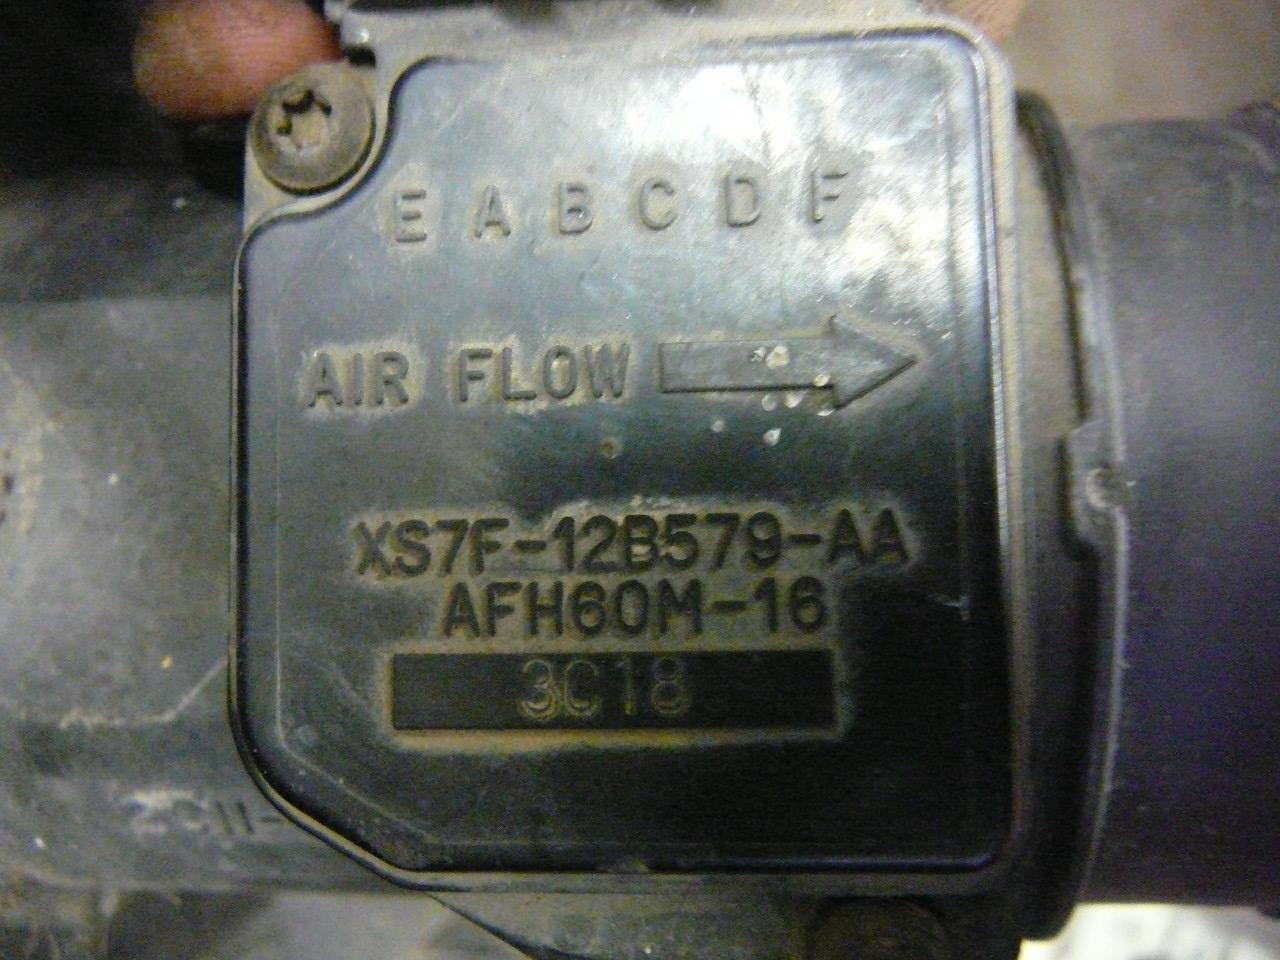 E A B C D F
AIR FLOW
XS7F-12B579-AA
AFH60M-16
3C18